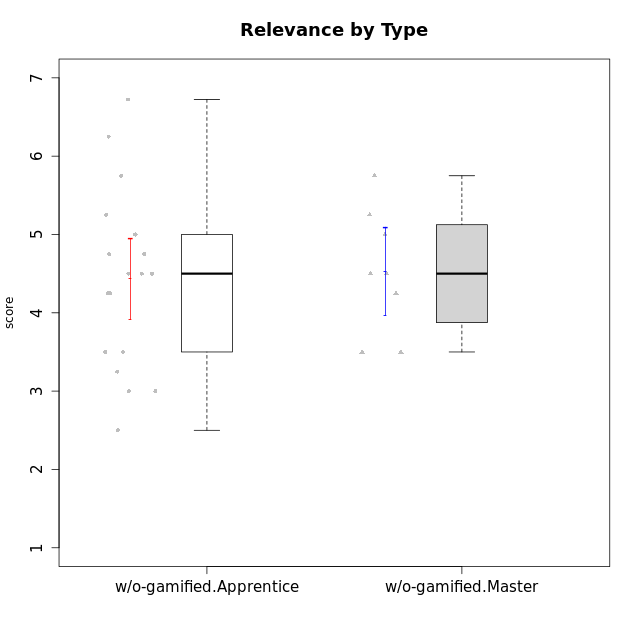 Relevance by Type
7
6
5
4
3
2
1
score
w/o-gamified.Apprentice
w/o-gamified.Master